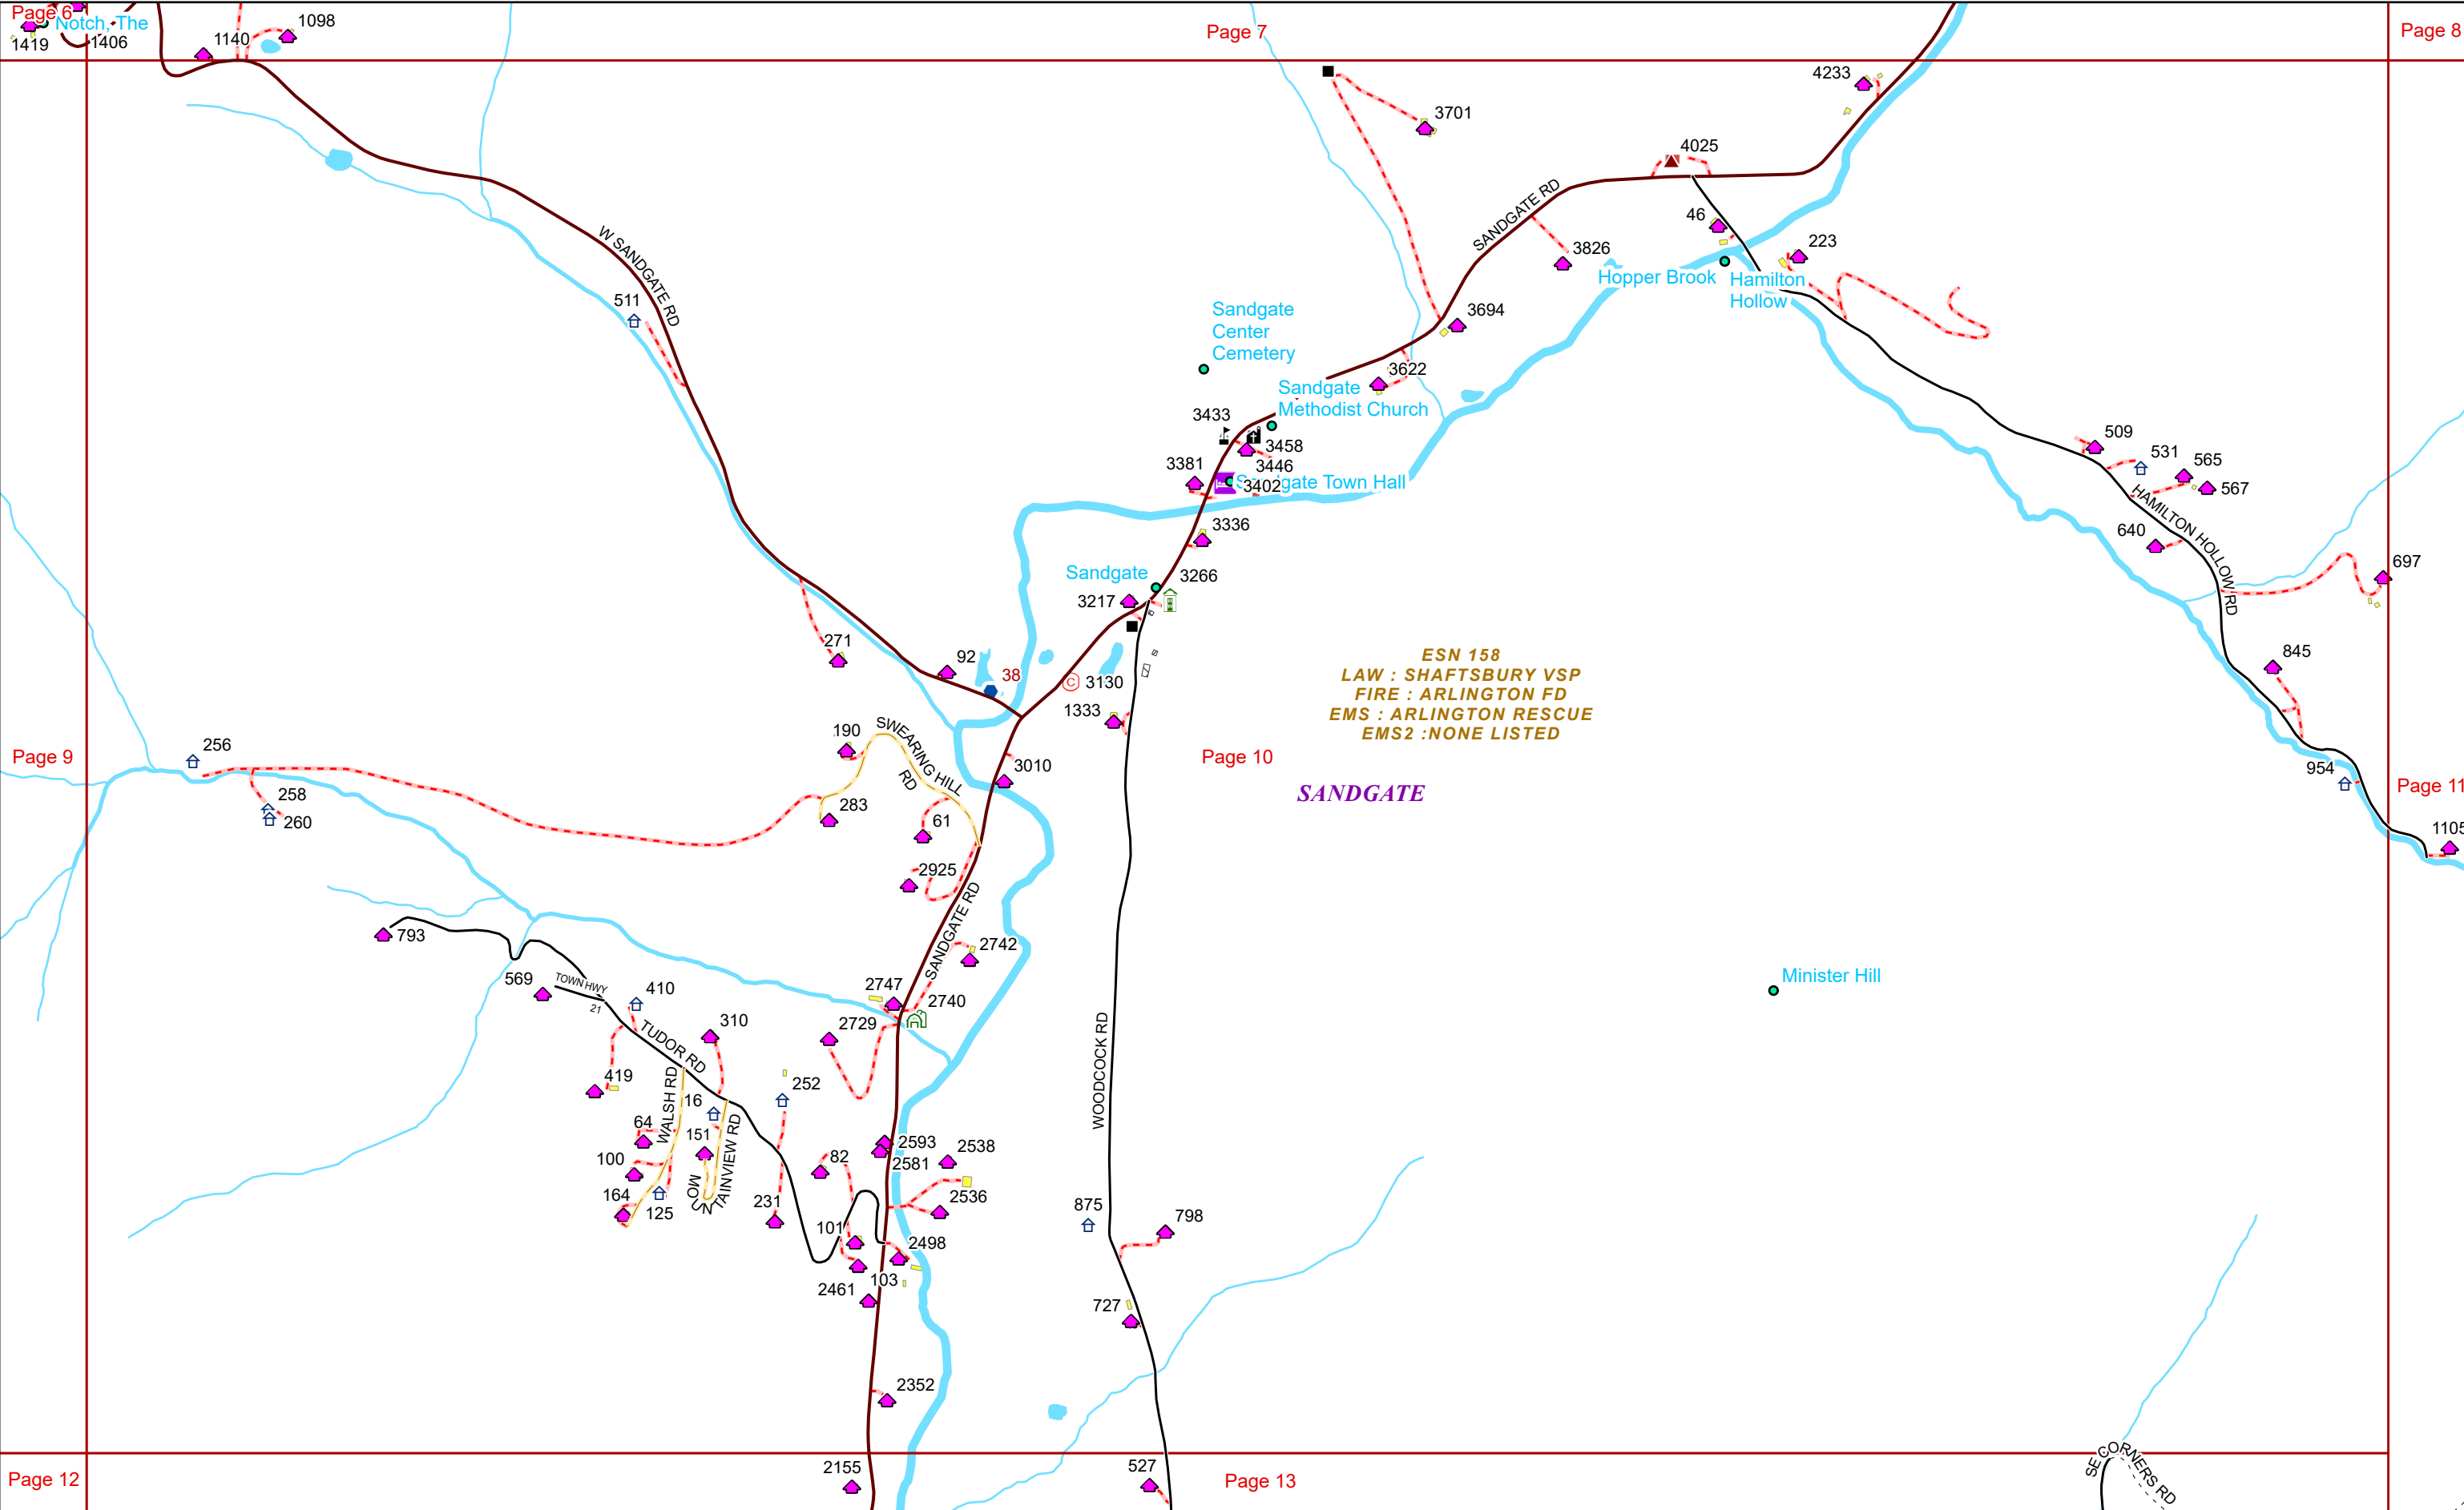 Page 6
Notch, The
1419
1406
1140
1098
Page 7
Page 8
4233
3701
4025
SANDGATE RD
46
223
3826
Hopper Brook
Hamilton
Hollow
W SANDGATE RD
511
Sandgate
Center
Cemetery
3694
3622
Sandgate
Methodist Church
3433
3458
3446
3381
3402
Sandgate Town Hall
509
531
565
567
HAMILTON HOLLOW RD
640
697
3336
Sandgate
3266
3217
271
92
38
C
3130
1333
845
ESN 158
LAW : SHAFTSBURY VSP
FIRE : ARLINGTON FD
EMS : ARLINGTON RESCUE
EMS2 :NONE LISTED
190
SWEARING HILL
RD
Page 9
256
258
260
283
61
3010
Page 10
SANDGATE
954
Page 11
1105
2925
SANDGATE RD
793
2742
569
TOWN HWY
21
410
2747
2740
Minister Hill
310
2729
TUDOR RD
419
WALSH RD
16
252
WOODCOCK RD
64
151
MOUNTAINVIEW RD
100
82
2593
2581
2538
164
125
231
2536
101
2498
875
798
103
2461
727
2352
Page 12
2155
527
Page 13
SE CORNERS RD